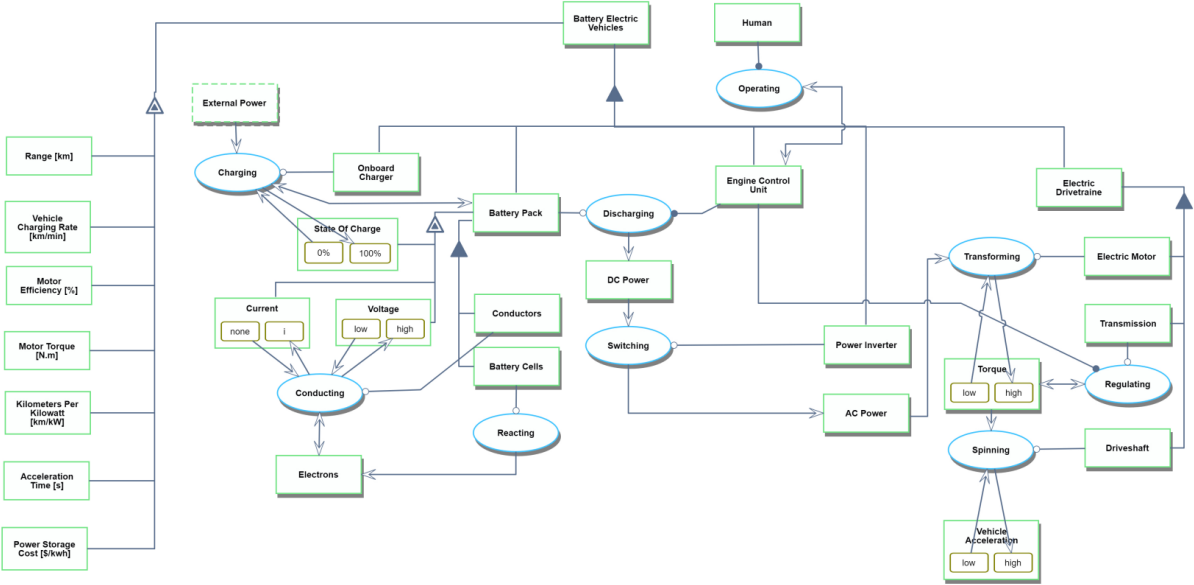 Battery Electric
Vehicles
Human
Operating
External Power
Range [km]
Charging
Onboard
Charger
Engine Control
Unit
Electric
Drivetraine
Vehicle
Charging Rate
[km/min]
Battery Pack
Discharging
State Of Charge
0%
100%
Transforming
Electric Motor
Motor
Efficiency [%]
DC Power
Current
none
i
Voltage
low
high
Conductors
Transmission
Motor Torque
[N.m]
Switching
Power Inverter
Battery Cells
Torque
low
high
Regulating
Conducting
Kilometers Per
Kilowatt
[km/kW]
AC Power
Reacting
Spinning
Driveshaft
Electrons
Acceleration
Time [s]
Vehicle
Acceleration
low
high
Power Storage
Cost [$/kwh]